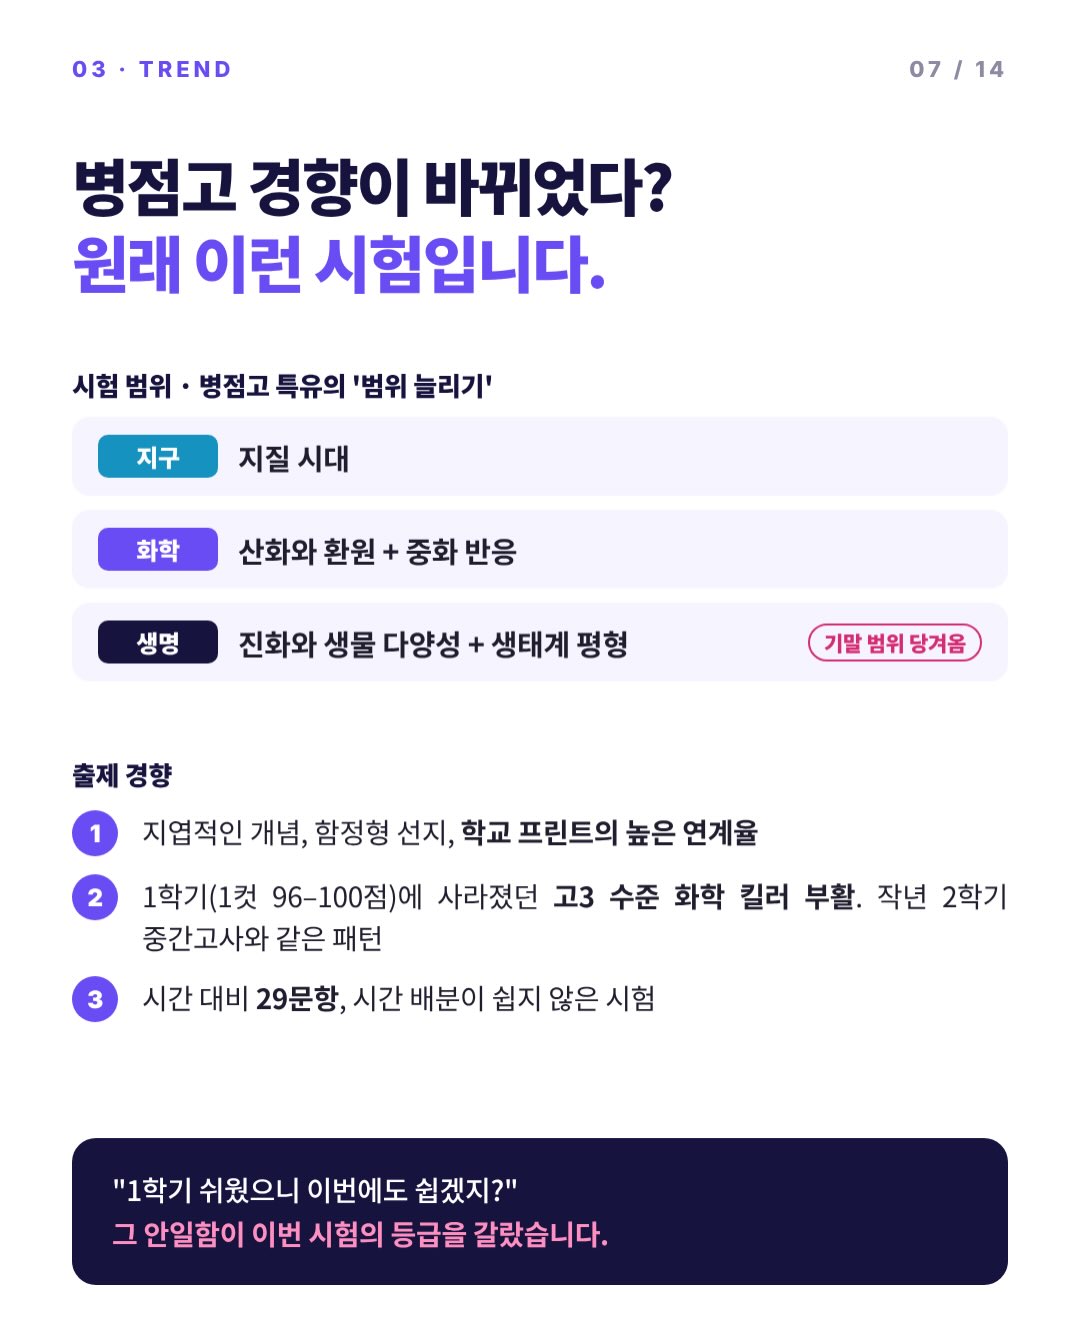 03 · TREND
07 / 14
병점고 경향이 바뀌었다?
원래 이런 시험입니다.
시험 범위 · 병점고 특유의 '범위 늘리기'
지구 지질 시대
화학 산화와 환원 + 중화 반응
생명 진화와 생물 다양성 + 생태계 평형 기말 범위 당겨옴
출제 경향
1 지엽적인 개념, 함정형 선지, 학교 프린트의 높은 연계율
2 1학기(1컷 96–100점)에 사라졌던 고3 수준 화학 킬러 부활. 작년 2학기
중간고사와 같은 패턴
3 시간 대비 29문항, 시간 배분이 쉽지 않은 시험
"1학기 쉬웠으니 이번에도 쉽겠지?"
그 안일함이 이번 시험의 등급을 갈랐습니다.